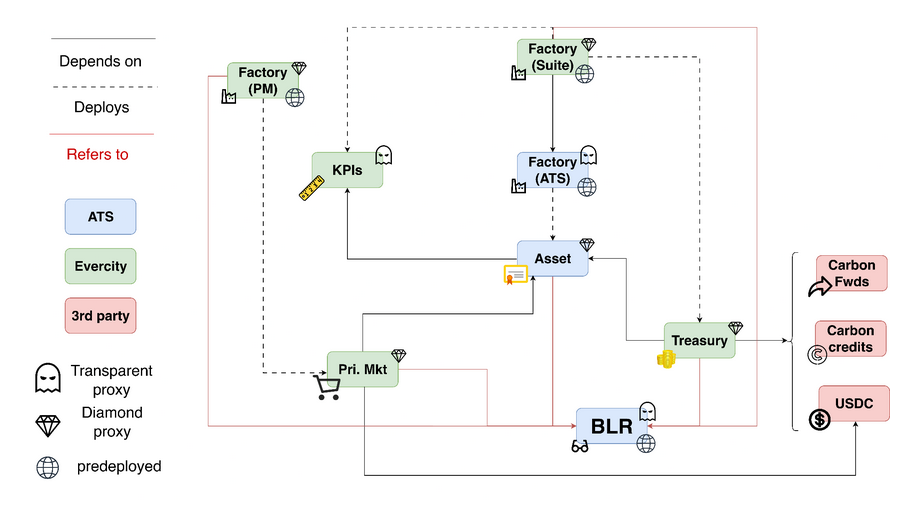 Depends on
Deploys
Refers to
ATS
Evercity
3rd party
Transparent
proxy
Diamond
proxy
predeployed
Factory
(PM)
Factory
(Suite)
KPIs
Factory
(ATS)
Asset
Treasury
Pri. Mkt
BLR
Carbon
Fwds
Carbon
credits
USDC